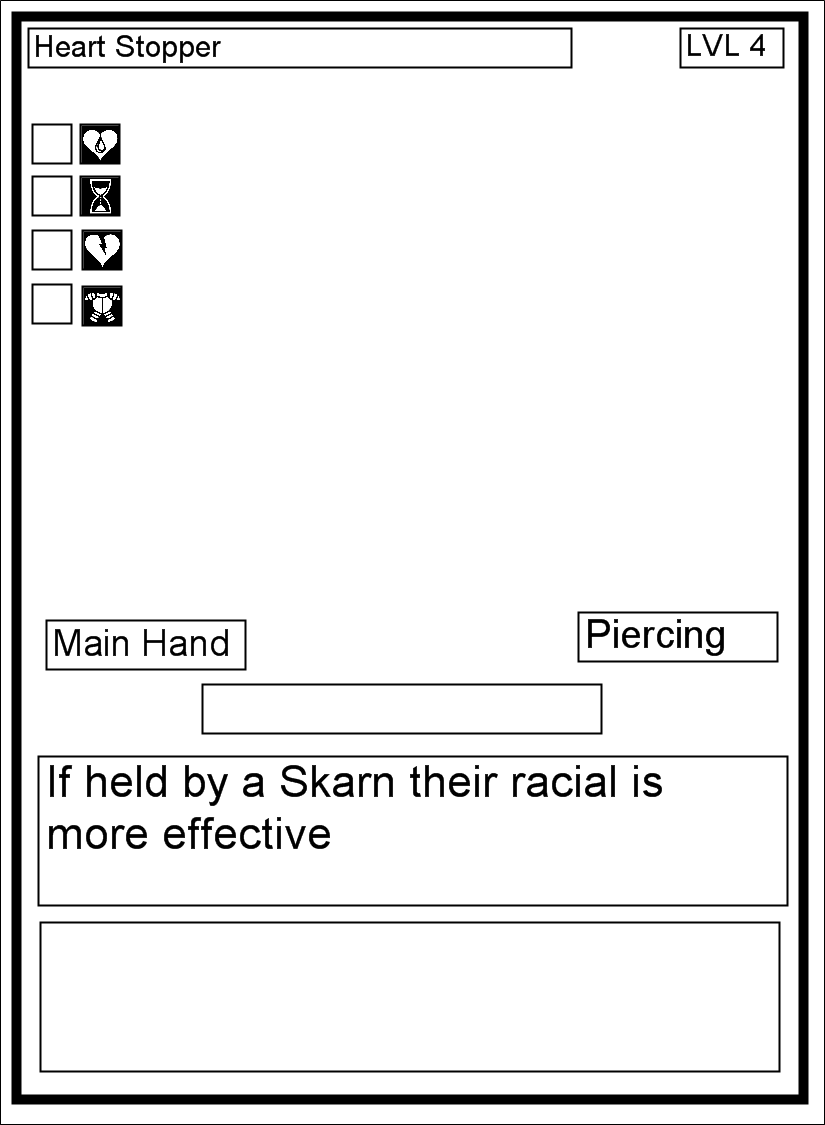 Heart Stopper
LVL 4
Main Hand
Piercing
If held by a Skarn their racial is
more effective